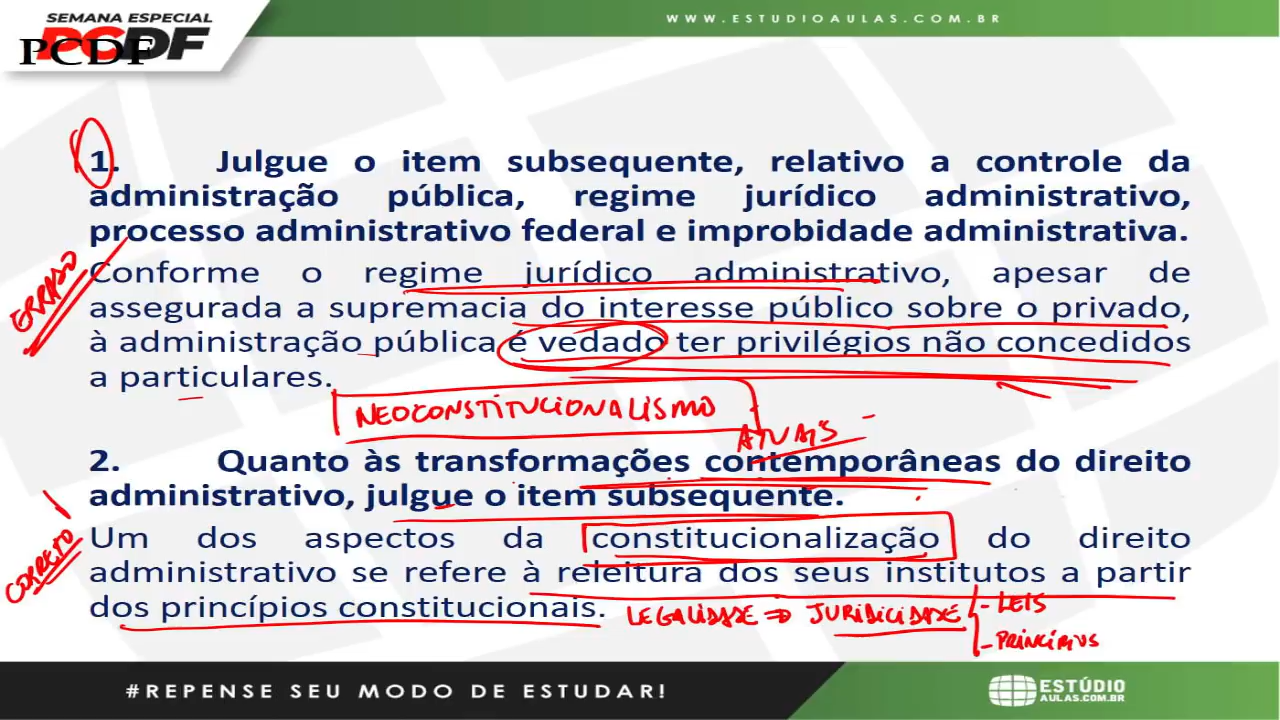 SEMANA ESPECIAL
PCDF
PCDF
WWW.ESTUDIOAULAS.COM.BR
1. Julgue o item subsequente, relativo a controle da
administração pública, regime jurídico administrativo,
processo administrativo federal e improbidade administrativa.
ERRADO
Conforme o regime jurídico administrativo, apesar de
assegurada a supremacia do interesse público sobre o privado,
à administração pública é vedado ter privilégios não concedidos
a particulares.
NEOCONSTITUCIONALISMO
ATUAIS
2. Quanto às transformações contemporâneas do direito
administrativo, julgue o item subsequente.
CORRETO
Um dos aspectos da constitucionalização do direito
administrativo se refere à releitura dos seus institutos a partir
dos princípios constitucionais.
LEGALIDADE ⇒ JURIDICIDADE
- LEIS
- PRINCÍPIOS
#REPENSE SEU MODO DE ESTUDAR!
ESTÚDIO
AULAS.COM.BR